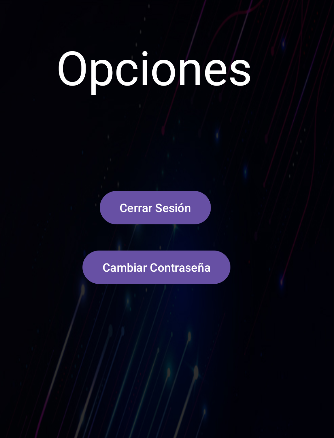 Opciones
Cerrar Sesión
Cambiar Contraseña